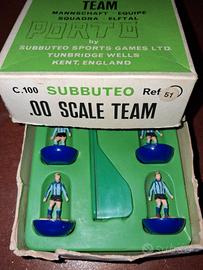 TEAM
MANNSCHAFT · EQUIPE
SQUADRA · ELFTAL
PORTO
by
SUBBUTEO SPORTS GAMES LTD.
TUNBRIDGE WELLS
KENT, ENGLAND
C.100 SUBBUTEO Ref 51
.00 SCALE TEAM
subito